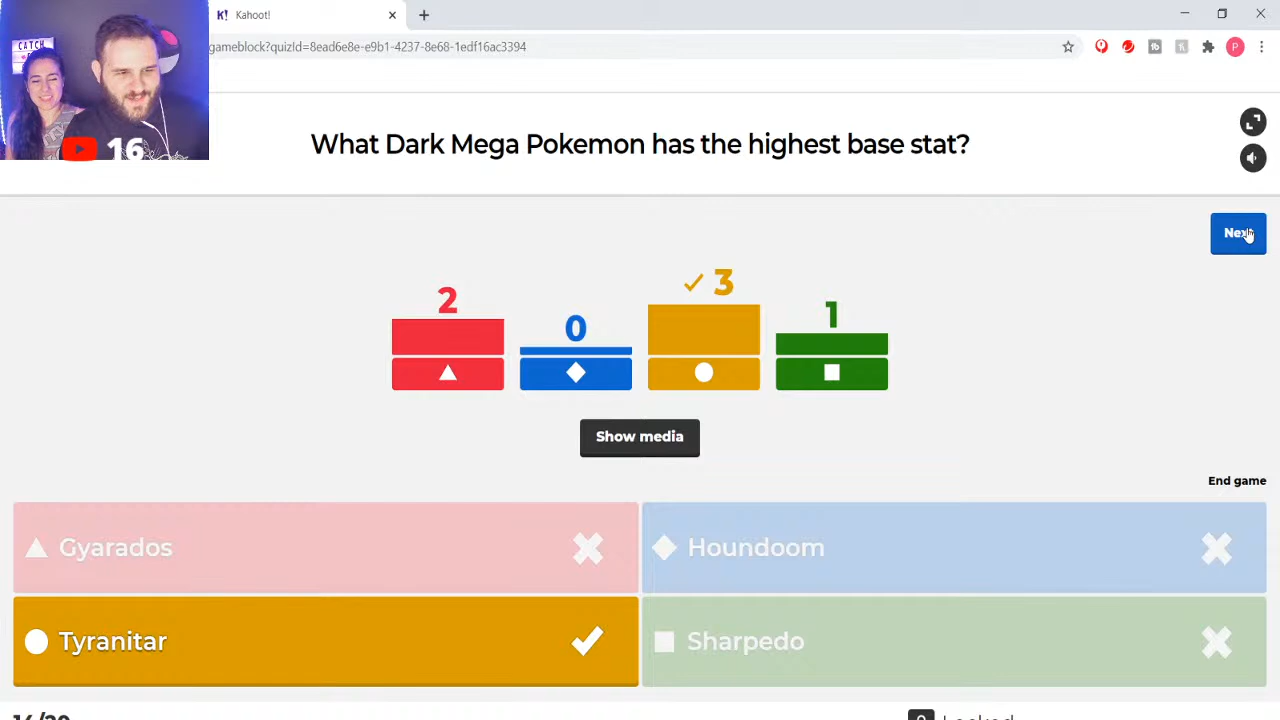 CATCH
K! Kahoot!
gameblock?quizId=8ead6e8e-e9b1-4237-8e68-1edf16ac3394
P
16
What Dark Mega Pokemon has the highest base stat?
2
0
3
1
Show media
End game
Gyarados
Houndoom
Tyranitar
Sharpedo